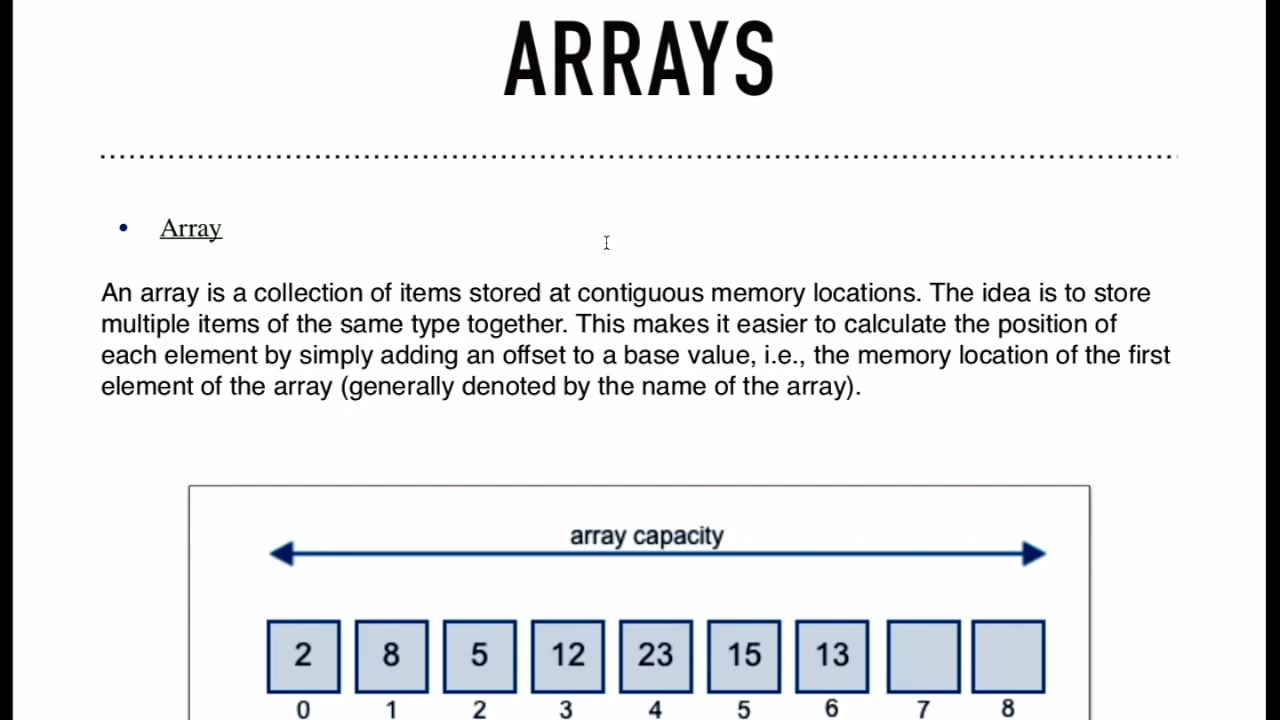 ARRAYS
• Array
An array is a collection of items stored at contiguous memory locations. The idea is to store
multiple items of the same type together. This makes it easier to calculate the position of
each element by simply adding an offset to a base value, i.e., the memory location of the first
element of the array (generally denoted by the name of the array).
array capacity
2 8 5 12 23 15 13
0 1 2 3 4 5 6 7 8